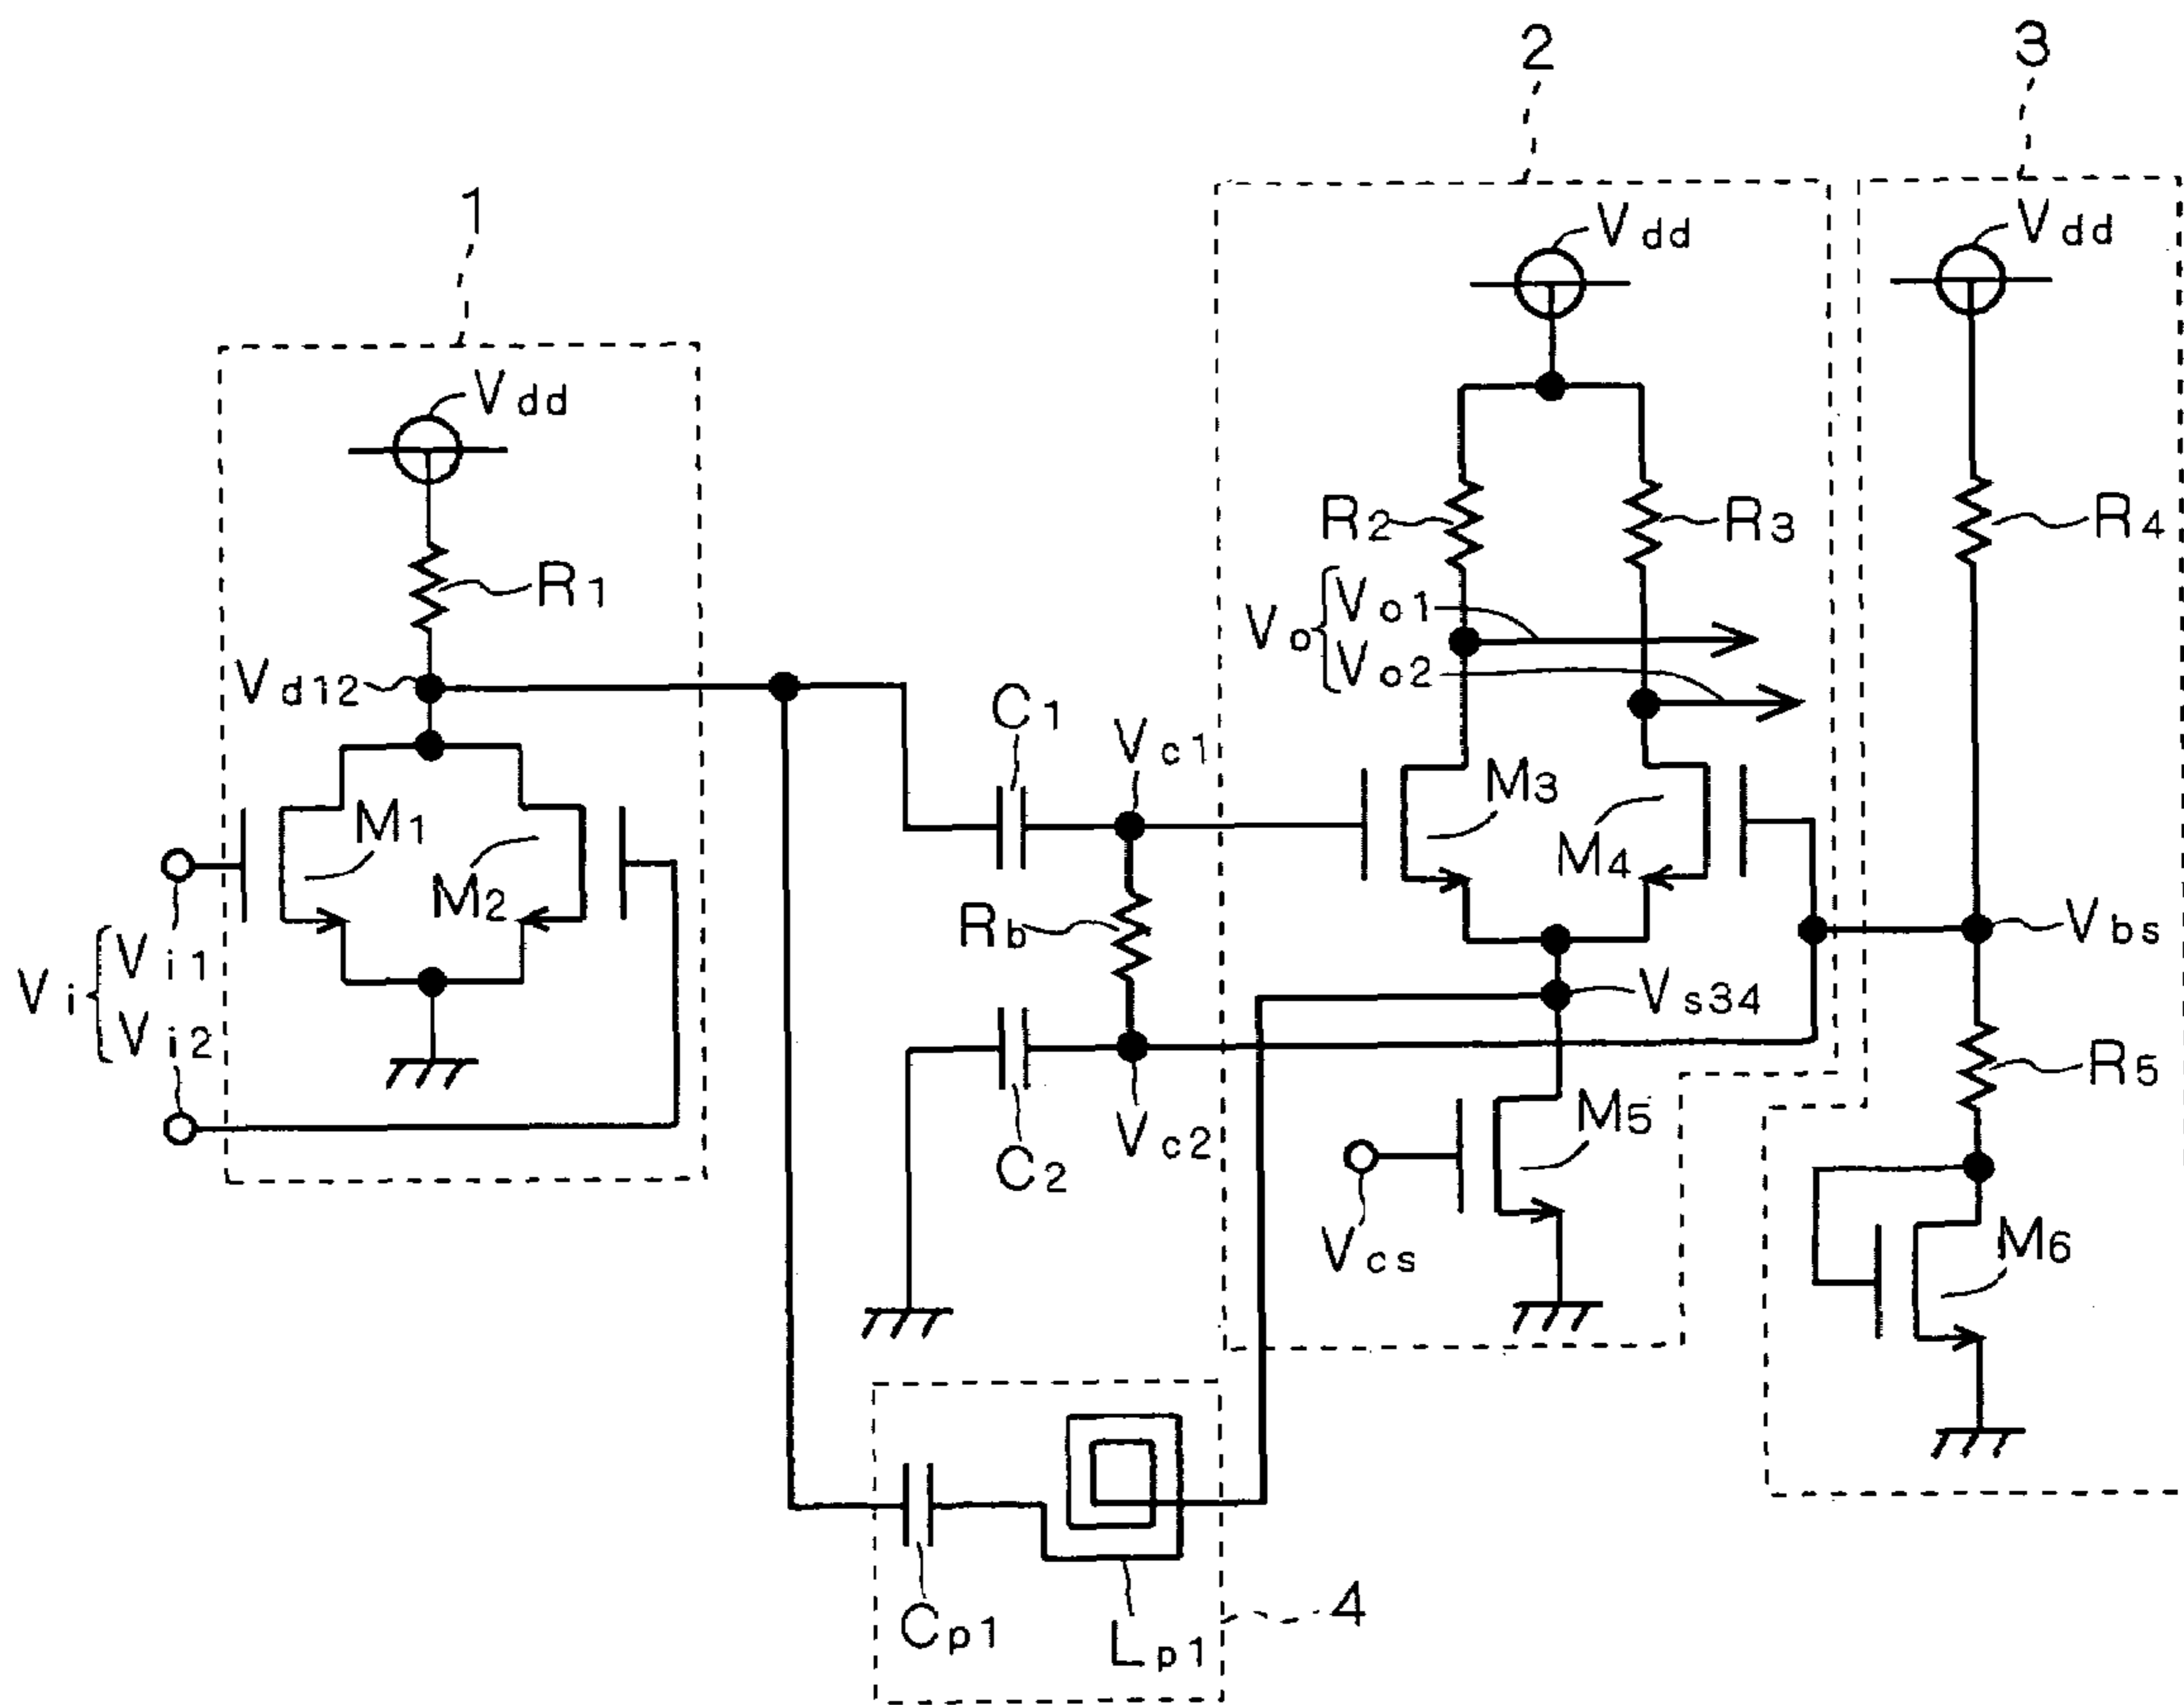 2
3
1
Vdd
Vdd
Vdd
R1
R2
R3
R4
Vo
Vo1
Vo2
Vd12
C1
Vc1
M1
M2
M3
M4
Rb
Vbs
Vi
Vi1
Vi2
Vs34
R5
C2
Vc2
M5
Vcs
M6
Cp1
Lp1
4